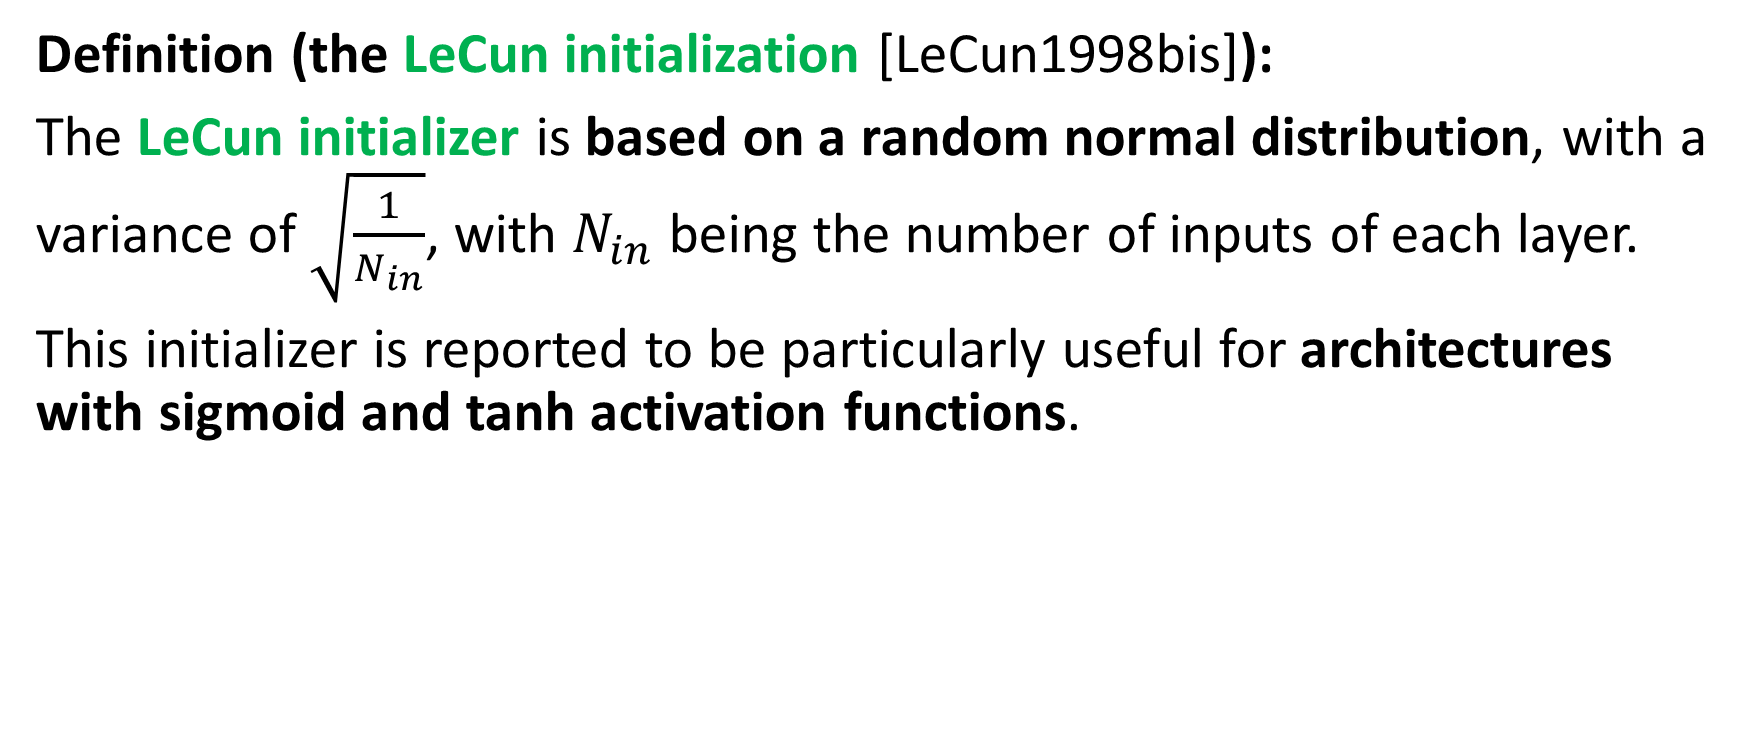 Definition (the LeCun initialization [LeCun1998bis]):
The LeCun initializer is based on a random normal distribution, with a
variance of √(1/N_in), with N_in being the number of inputs of each layer.
This initializer is reported to be particularly useful for architectures
with sigmoid and tanh activation functions.